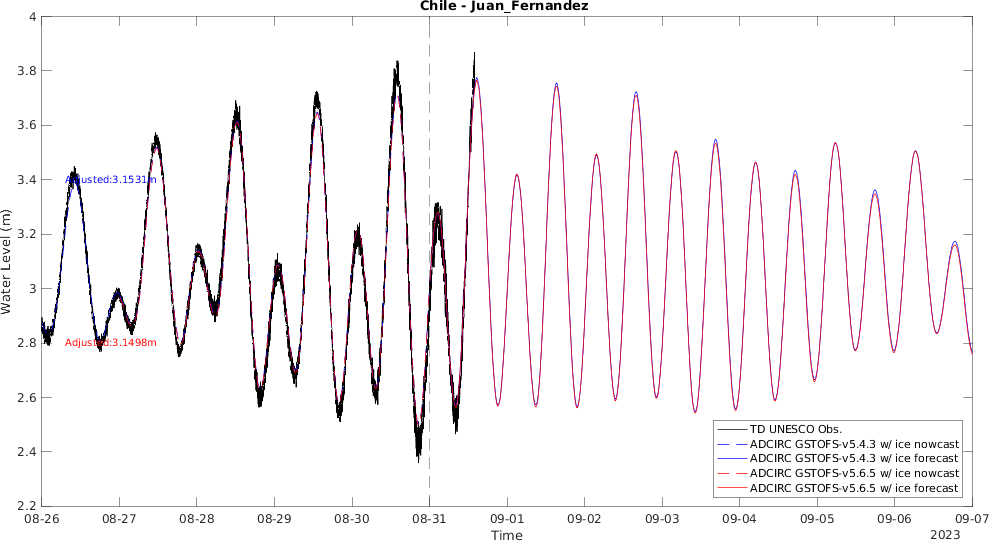 Chile - Juan_Fernandez
4
3.8
3.6
3.4
3.2
3
2.8
2.6
2.4
2.2
Water Level (m)
Adjusted:3.1531m
Adjusted:3.1498m
TD UNESCO Obs.
ADCIRC GSTOFS-v5.4.3 w/ ice nowcast
ADCIRC GSTOFS-v5.4.3 w/ ice forecast
ADCIRC GSTOFS-v5.6.5 w/ ice nowcast
ADCIRC GSTOFS-v5.6.5 w/ ice forecast
08-26 08-27 08-28 08-29 08-30 08-31 09-01 09-02 09-03 09-04 09-05 09-06 09-07
Time
2023